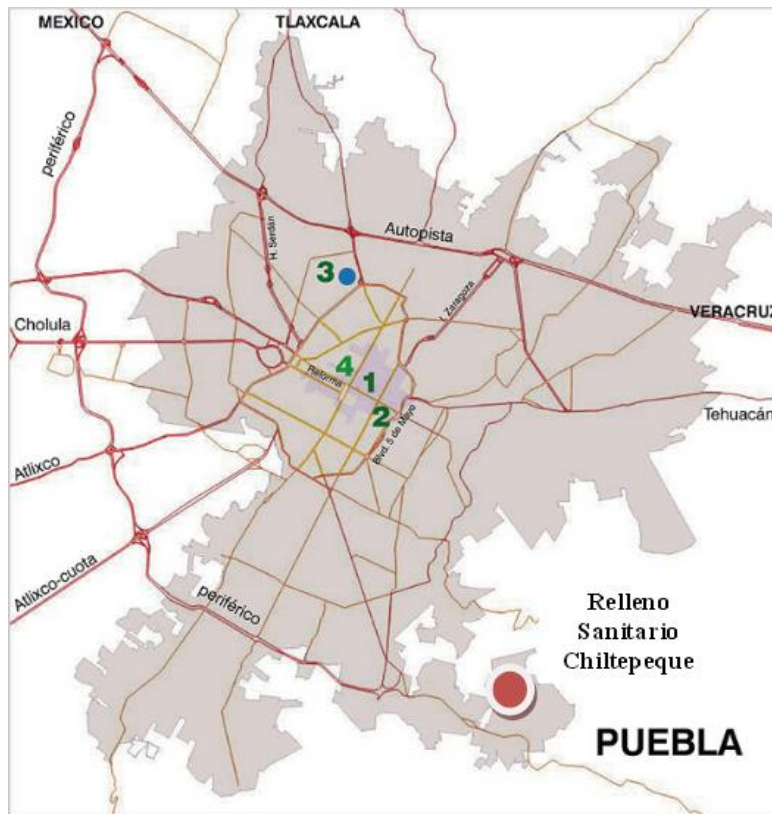 MEXICO
TLAXCALA
periférico
H. Serdán
Autopista
3
I. Zaragoza
VERACRUZ
Cholula
4
Reforma
1
2
Blvd. 5 de Mayo
Tehuacán
Atlixco
Atlixco-cuota
periférico
Relleno
Sanitario
Chiltepeque
PUEBLA